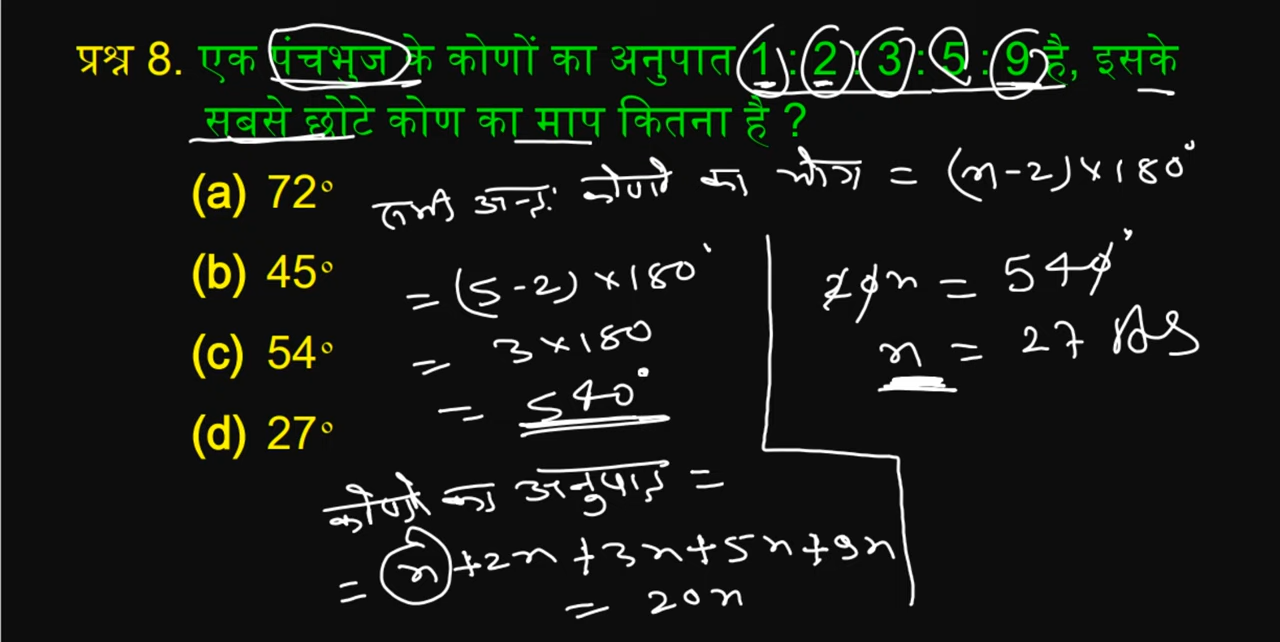 प्रश्न 8. एक पंचभुज के कोणों का अनुपात 1 : 2 : 3 : 5 : 9 है, इसके
सबसे छोटे कोण का माप कितना है ?
(a) 72°
(b) 45°
(c) 54°
(d) 27°
सभी अन्तः कोणों का योग = (n-2)×180°
= (5-2)×180°
= 3×180
= 540°
कोणों का अनुपात =
= n+2n+3n+5n+9n
= 20n
20n = 540°
n = 27 Ans